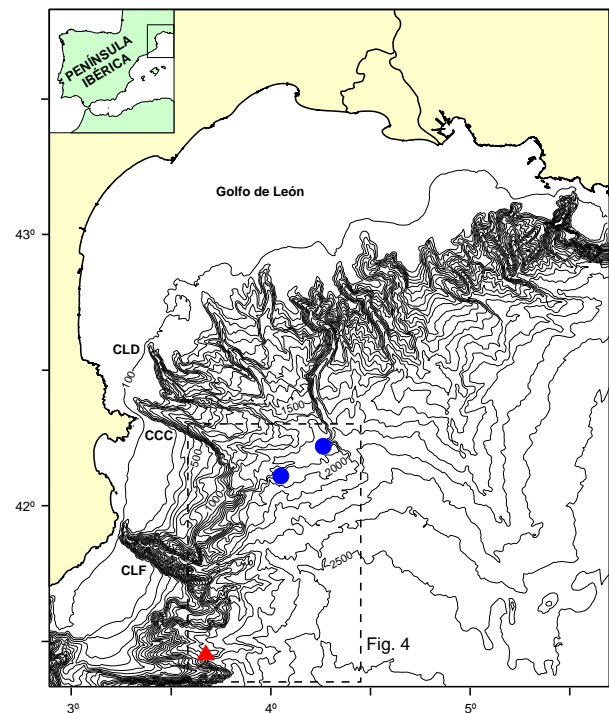 PENÍNSULA
IBÉRICA
Golfo de León
43º
CLD
100
1500
CCC
500
2000
1000
42º
CLF
2500
Fig. 4
3º
4º
5º